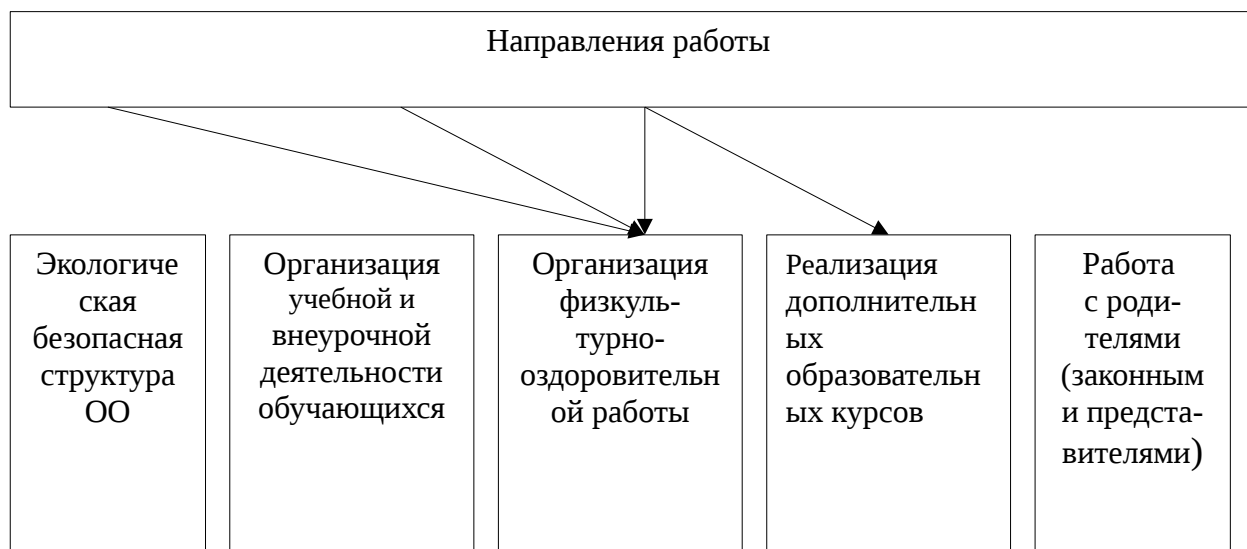 Направления работы
Экологиче
ская
безопасная
структура
ОО
Организация
учебной и
внеурочной
деятельности
обучающихся
Организация
физкуль-
турно-
оздоровительн
ой работы
Реализация
дополнительн
ых
образовательн
ых курсов
Работа
с роди-
телями
(законным
и предста-
вителями)